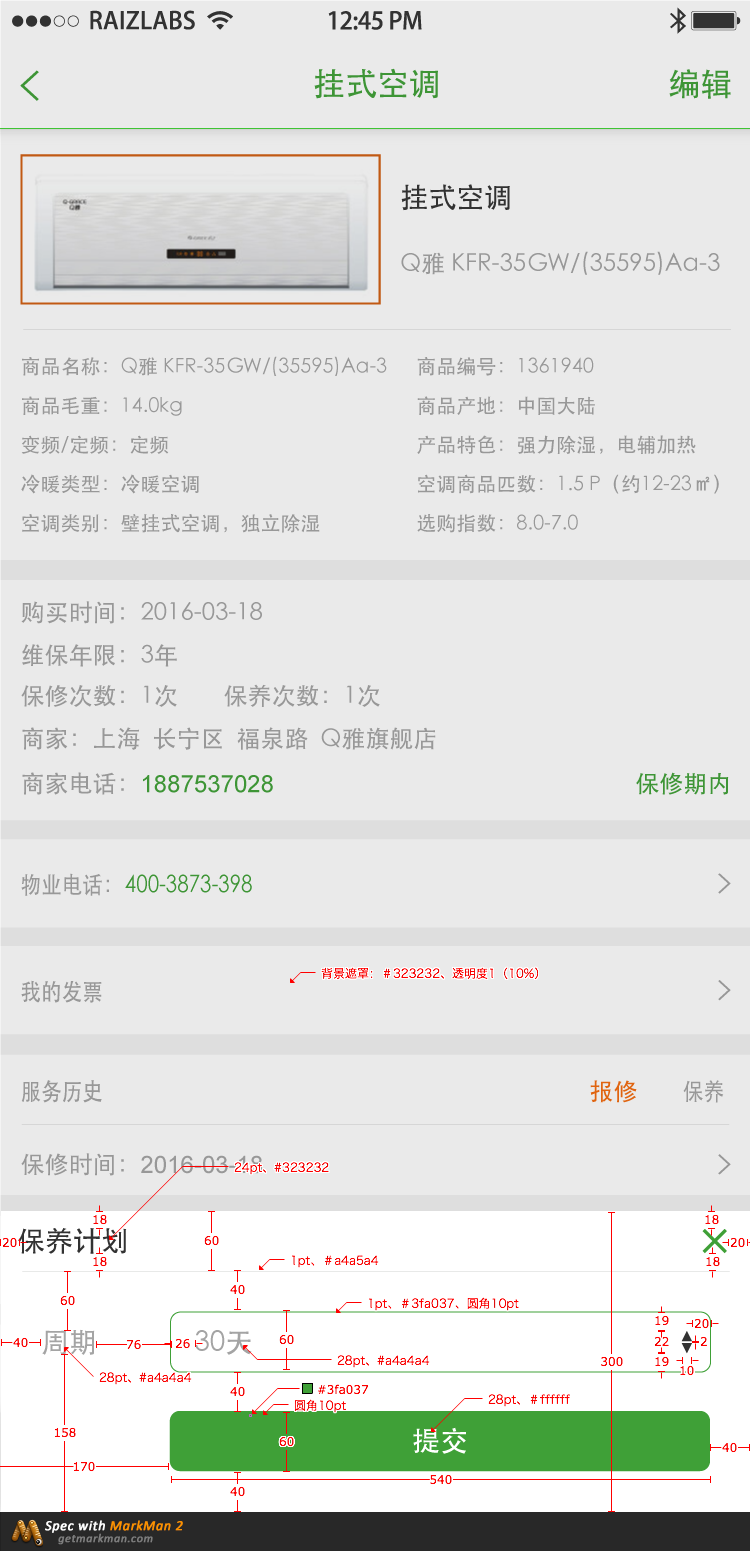 RAIZLABS 12:45 PM
挂式空调 编辑
Q雅
挂式空调
Q雅 KFR-35GW/(35595)Aa-3
商品名称：Q雅 KFR-35GW/(35595)Aa-3 商品编号：1361940
商品毛重：14.0kg 商品产地：中国大陆
变频/定频：定频 产品特色：强力除湿，电辅加热
冷暖类型：冷暖空调 空调商品匹数：1.5 P（约12-23㎡）
空调类别：壁挂式空调，独立除湿 选购指数：8.0-7.0
购买时间：2016-03-18
维保年限：3年
保修次数：1次 保养次数：1次
商家：上海 长宁区 福泉路 Q雅旗舰店
商家电话：1887537028 保修期内
物业电话：400-3873-398
背景遮罩：#323232、透明度1（10%）
我的发票
服务历史 报修 保养
保修时间：2016-03-18
24pt、#323232
18 18
20 保养计划 60 20
18 18
1pt、#a4a5a4
60 40
1pt、#3fa037、圆角10pt
19 20
40 周期 76 26 30天 60 22 2
28pt、#a4a4a4 300 19
10
28pt、#a4a4a4
40 #3fa037
圆角10pt 28pt、#ffffff
158 60 提交 40
170
540
40
Spec with MarkMan 2
getmarkman.com